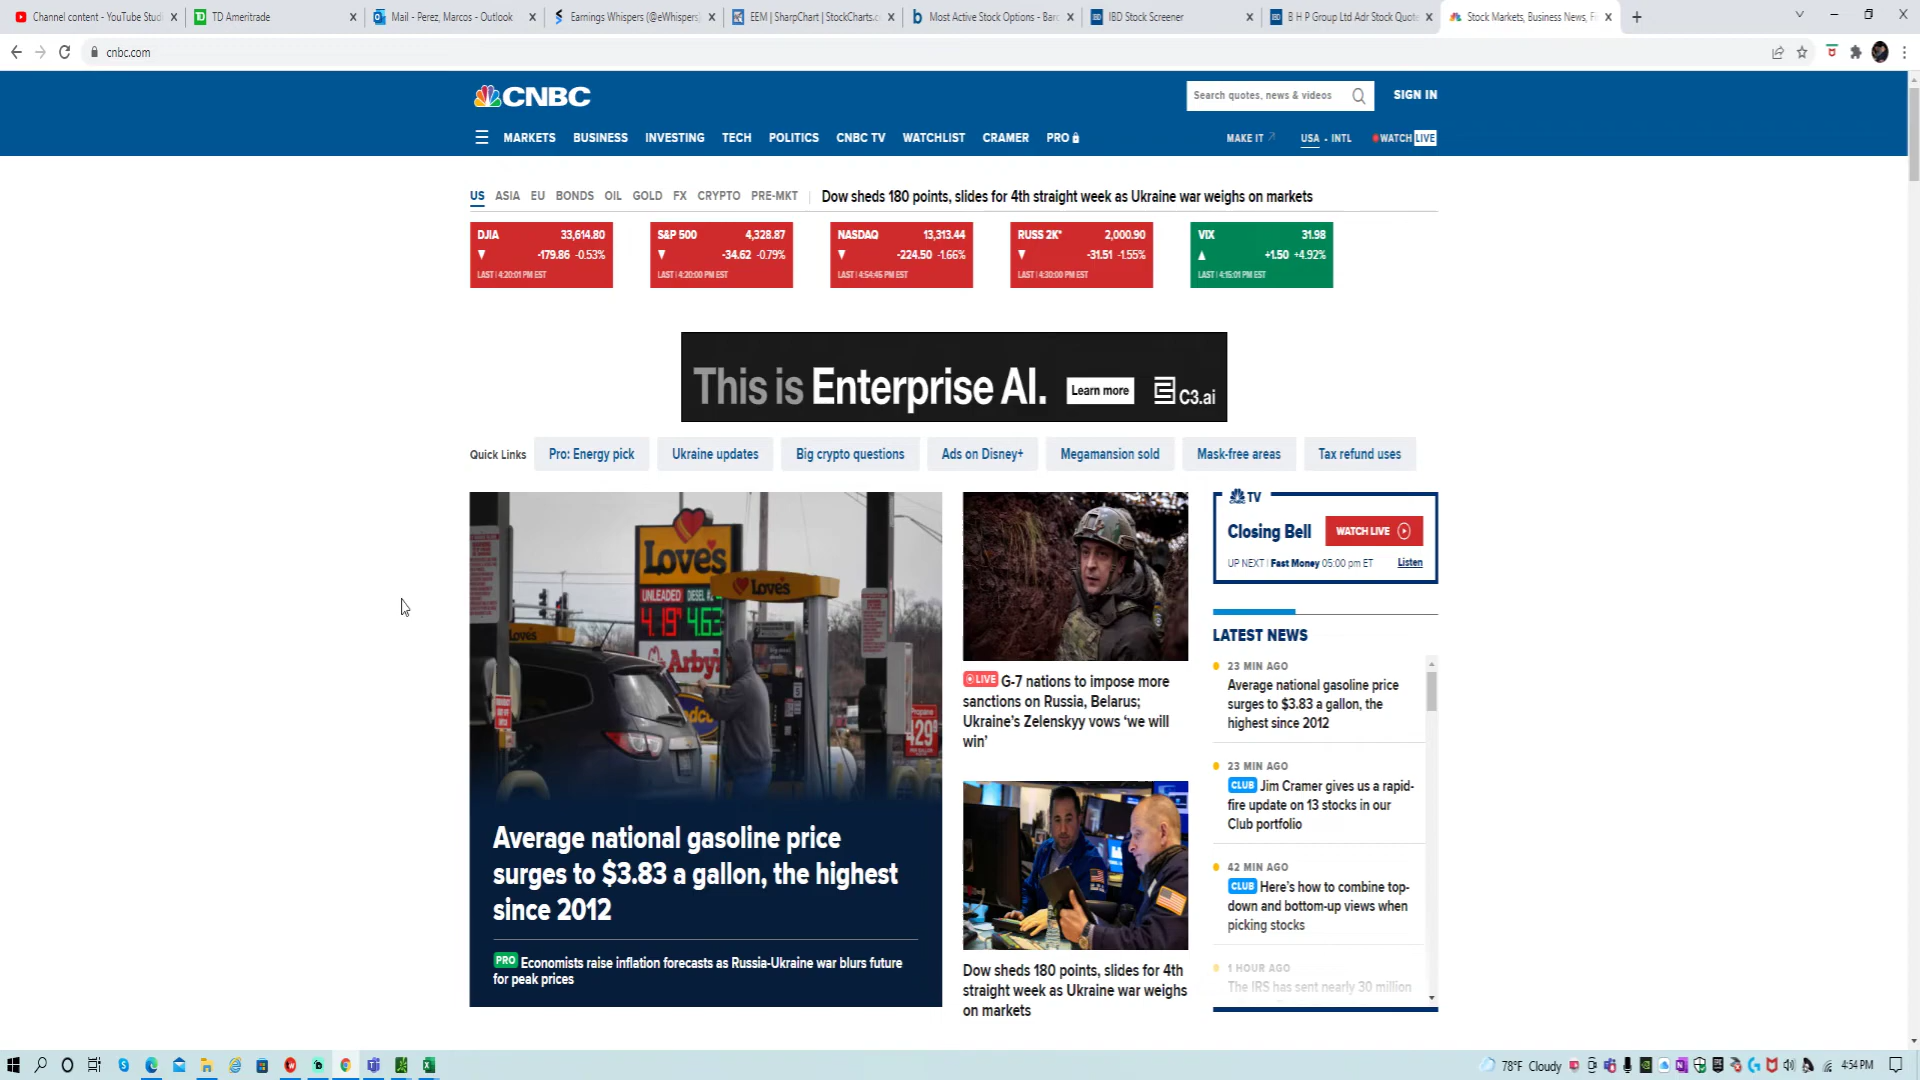 Channel content - YouTube Stud
TD Ameritrade
Mail - Perez, Marcos - Outlook
Earnings Whispers (@eWhispers)
EEM | SharpChart | StockCharts.c
Most Active Stock Options - Barc
IBD Stock Screener
B H P Group Ltd Adr Stock Quote
Stock Markets, Business News, Fi
cnbc.com
CNBC
Search quotes, news & videos
SIGN IN
MARKETS BUSINESS INVESTING TECH POLITICS CNBC TV WATCHLIST CRAMER PRO
MAKE IT USA • INTL WATCH LIVE
US ASIA EU BONDS OIL GOLD FX CRYPTO PRE-MKT
Dow sheds 180 points, slides for 4th straight week as Ukraine war weighs on markets
DJIA 33,614.80
-179.86 -0.53%
LAST | 4:20:01 PM EST
S&P 500 4,328.87
-34.62 -0.79%
LAST | 4:20:00 PM EST
NASDAQ 13,313.44
-224.50 -1.66%
LAST | 4:54:45 PM EST
RUSS 2K* 2,000.90
-31.51 -1.55%
LAST | 4:30:00 PM EST
VIX 31.98
+1.50 +4.92%
LAST | 4:15:01 PM EST
This is Enterprise AI. Learn more C3.ai
Quick Links Pro: Energy pick Ukraine updates Big crypto questions Ads on Disney+ Megamansion sold Mask-free areas Tax refund uses
Love's
UNLEADED DIESEL #2
4.19 4.63
Arby's
Love's
Love's
Propane
4.29
Average national gasoline price
surges to $3.83 a gallon, the highest
since 2012
PRO Economists raise inflation forecasts as Russia-Ukraine war blurs future
for peak prices
LIVE G-7 nations to impose more
sanctions on Russia, Belarus;
Ukraine's Zelenskyy vows 'we will
win'
Dow sheds 180 points, slides for 4th
straight week as Ukraine war weighs
on markets
CNBC TV
Closing Bell WATCH LIVE
UP NEXT | Fast Money 05:00 pm ET Listen
LATEST NEWS
23 MIN AGO
Average national gasoline price
surges to $3.83 a gallon, the
highest since 2012
23 MIN AGO
CLUB Jim Cramer gives us a rapid-
fire update on 13 stocks in our
Club portfolio
42 MIN AGO
CLUB Here's how to combine top-
down and bottom-up views when
picking stocks
1 HOUR AGO
The IRS has sent nearly 30 million
78°F Cloudy
4:54 PM